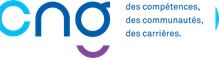 cng
des compétences,
des communautés,
des carrières.